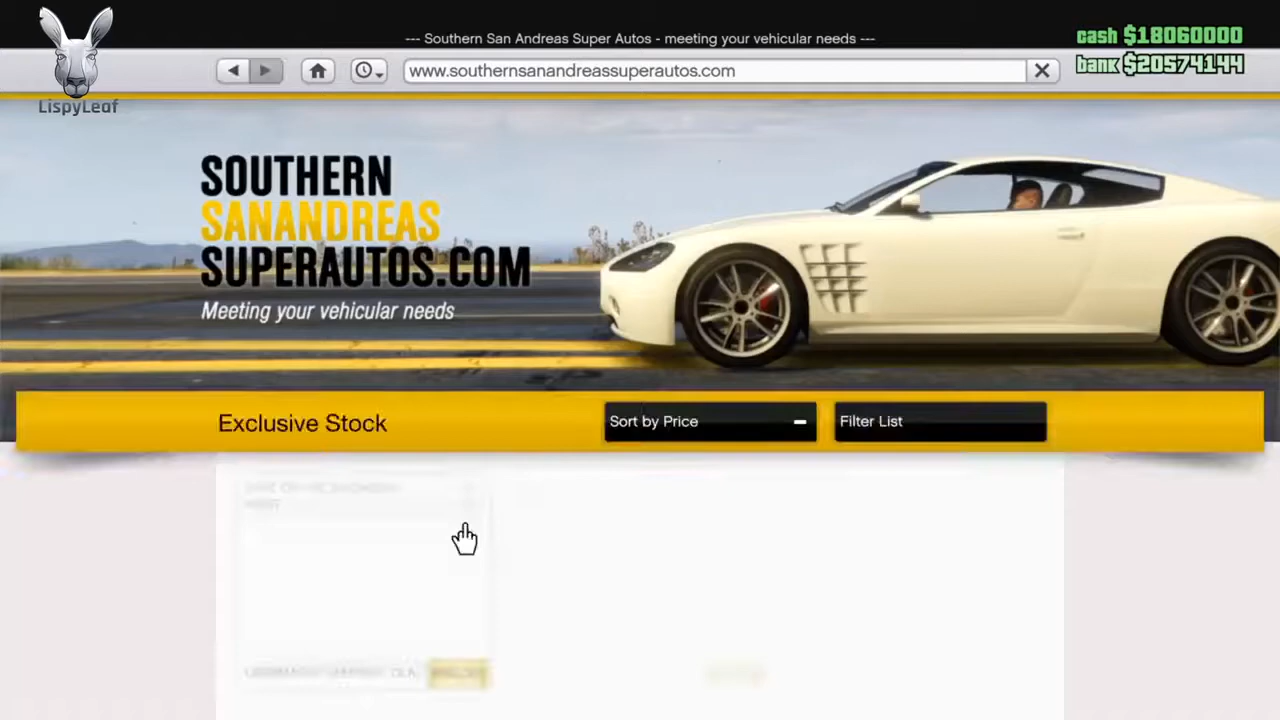 --- Southern San Andreas Super Autos - meeting your vehicular needs ---
cash $18060000
bank $20574144
www.southernsanandreassuperautos.com
LispyLeaf
SOUTHERN
SANANDREAS
SUPERAUTOS.COM
Meeting your vehicular needs
Exclusive Stock
Sort by Price
Filter List